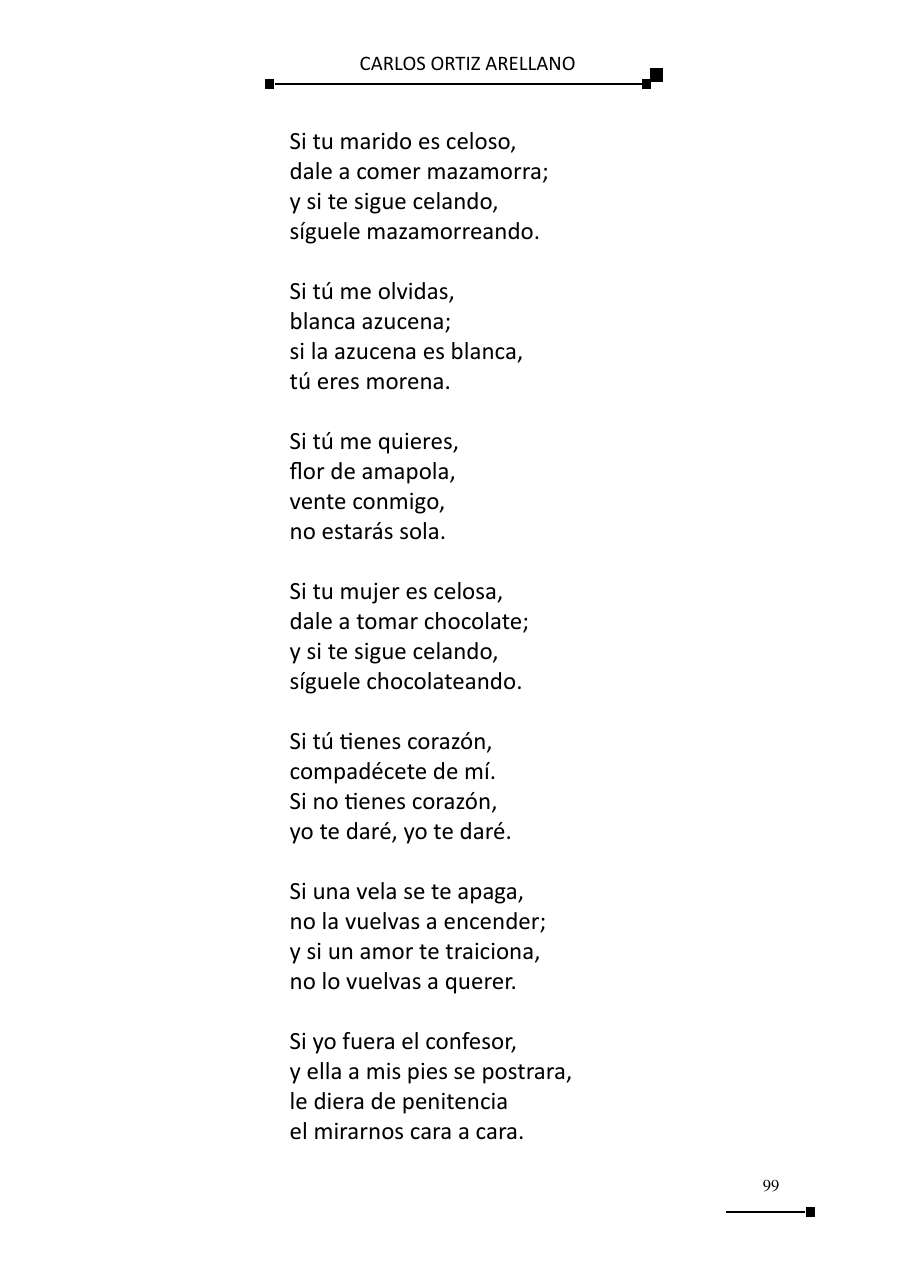 CARLOS ORTIZ ARELLANO
Si tu marido es celoso,
dale a comer mazamorra;
y si te sigue celando,
síguele mazamorreando.
Si tú me olvidas,
blanca azucena;
si la azucena es blanca,
tú eres morena.
Si tú me quieres,
flor de amapola,
vente conmigo,
no estarás sola.
Si tu mujer es celosa,
dale a tomar chocolate;
y si te sigue celando,
síguele chocolateando.
Si tú tienes corazón,
compadécete de mí.
Si no tienes corazón,
yo te daré, yo te daré.
Si una vela se te apaga,
no la vuelvas a encender;
y si un amor te traiciona,
no lo vuelvas a querer.
Si yo fuera el confesor,
y ella a mis pies se postrara,
le diera de penitencia
el mirarnos cara a cara.
99